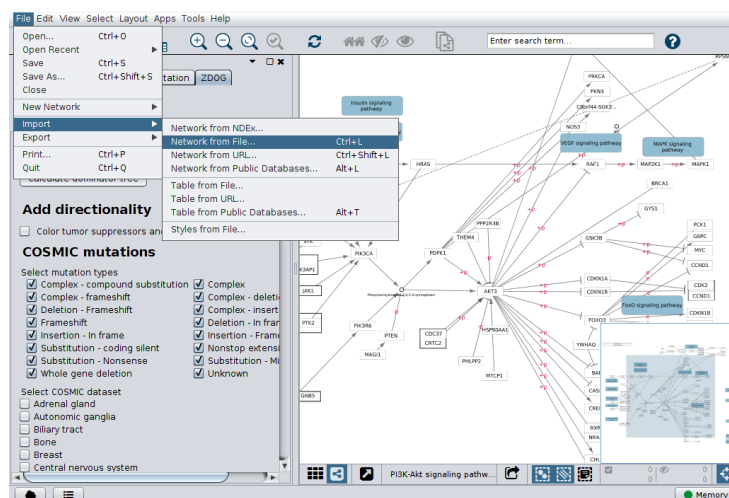 File Edit View Select Layout Apps Tools Help
Open... Ctrl+O
Open Recent
Save Ctrl+S
Save As... Ctrl+Shift+S
Close
New Network
Import
Export
Print... Ctrl+P
Quit Ctrl+Q
Network from NDEx...
Network from File... Ctrl+L
Network from URL... Ctrl+Shift+L
Network from Public Databases... Alt+L
Table from File...
Table from URL...
Table from Public Databases... Alt+T
Styles from File...
Enter search term...
ZDOG
Add directionality
Color tumor suppressors an
COSMIC mutations
Select mutation types
Complex - compound substitution Complex
Complex - frameshift Complex - deleti
Deletion - Frameshift Complex - insert
Frameshift Deletion - In fran
Insertion - In frame Insertion - Frame
Substitution - coding silent Nonstop extensi
Substitution - Nonsense Substitution - Mi
Whole gene deletion Unknown
Select COSMIC dataset
Adrenal gland
Autonomic ganglia
Biliary tract
Bone
Breast
Central nervous system
PRKCA
PKN3
Insulin signaling
pathway
C8orf44-SGK3...
NOS3
VEGF signaling pathway
MAPK signaling
pathway
HRAS
RAF1
MAP2K1
MAPK1
BRCA1
GYS1
PPP2R3B
THEM4
PCK1
G6PC
GSK3B
MYC
PIK3CA
PDPK1
CCND1
K3AP1
CDKN1A
CDK2
JAK1
AKT3
CDKN1B
CCND1
FoxO signaling pathway
PTK2
PIK3R6
FOXO3
CDKN1B
PTEN
CDC37
HSP90AA1
CRTC2
YWHAQ
MAGI1
PHLPP2
MTCP1
GNB5
PI3K-Akt signaling pathw...
Memory